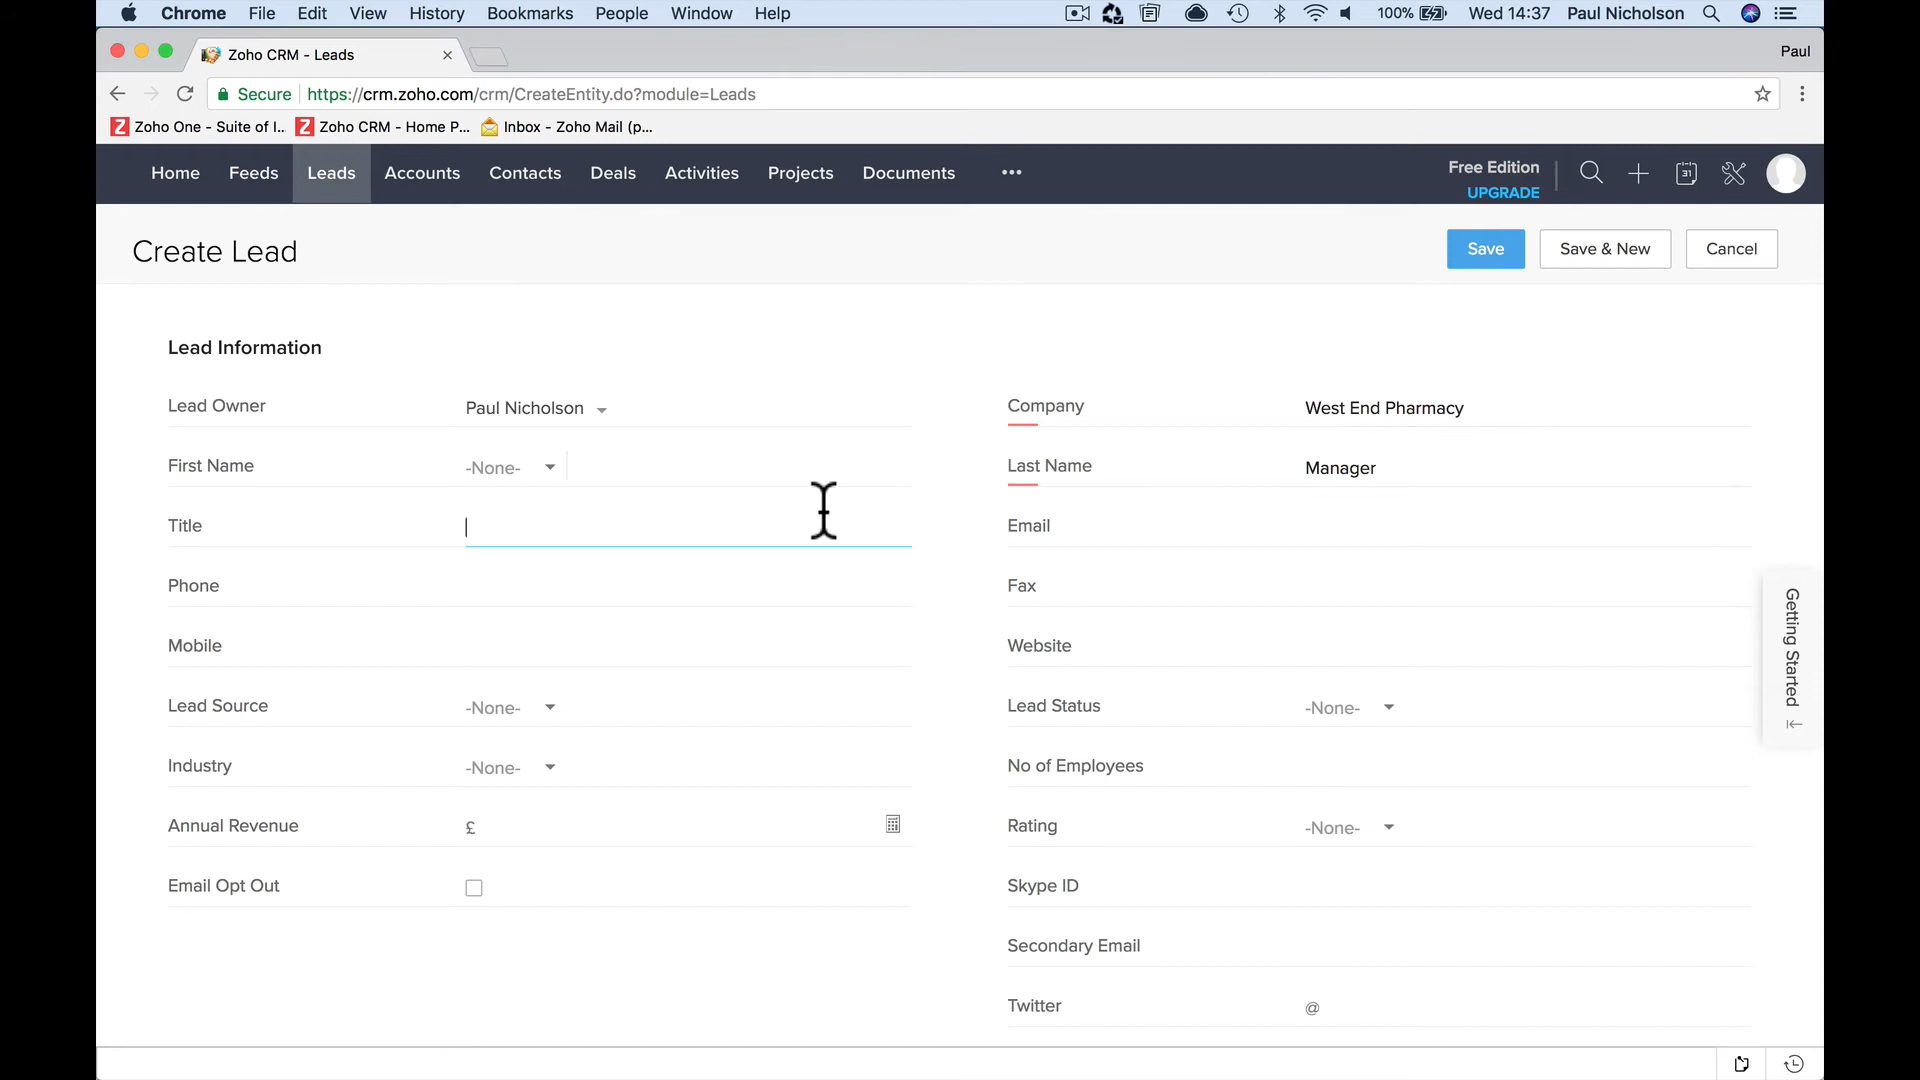 Chrome File Edit View History Bookmarks People Window Help 100% Wed 14:37 Paul Nicholson
Zoho CRM - Leads Paul
Secure https://crm.zoho.com/crm/CreateEntity.do?module=Leads
Zoho One - Suite of I... Zoho CRM - Home P... Inbox - Zoho Mail (p...
Home Feeds Leads Accounts Contacts Deals Activities Projects Documents ••• Free Edition 31
UPGRADE
Create Lead Save Save & New Cancel
Lead Information
Lead Owner Paul Nicholson Company West End Pharmacy
First Name -None- Last Name Manager
Title Email
Phone Fax
Mobile Website
Lead Source -None- Lead Status -None-
Industry -None- No of Employees
Annual Revenue £ Rating -None-
Email Opt Out Skype ID
Secondary Email
Twitter @
Getting Started